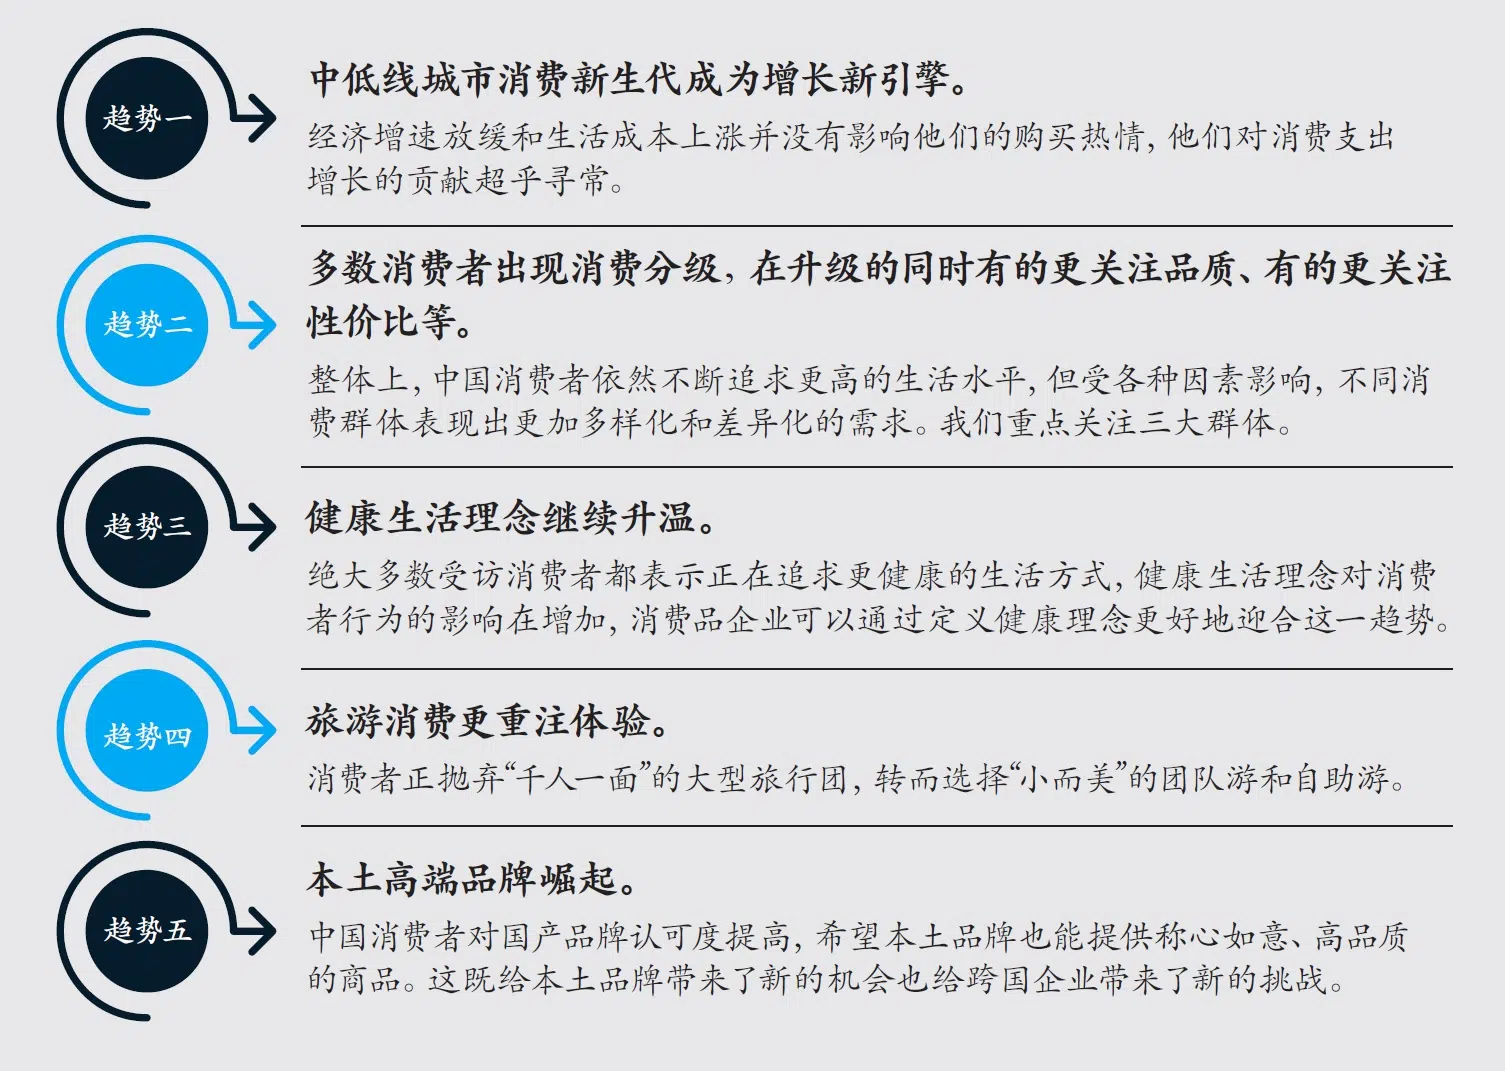 趋势一
中低线城市消费新生代成为增长新引擎。
经济增速放缓和生活成本上涨并没有影响他们的购买热情，他们对消费支出
增长的贡献超乎寻常。
趋势二
多数消费者出现消费分级，在升级的同时有的更关注品质、有的更关注
性价比等。
整体上，中国消费者依然不断追求更高的生活水平，但受各种因素影响，不同消
费群体表现出更加多样化和差异化的需求。我们重点关注三大群体。
趋势三
健康生活理念继续升温。
绝大多数受访消费者都表示正在追求更健康的生活方式，健康生活理念对消费
者行为的影响在增加，消费品企业可以通过定义健康理念更好地迎合这一趋势。
趋势四
旅游消费更重注体验。
消费者正抛弃“千人一面”的大型旅行团，转而选择“小而美”的团队游和自助游。
趋势五
本土高端品牌崛起。
中国消费者对国产品牌认可度提高，希望本土品牌也能提供称心如意、高品质
的商品。这既给本土品牌带来了新的机会也给跨国企业带来了新的挑战。